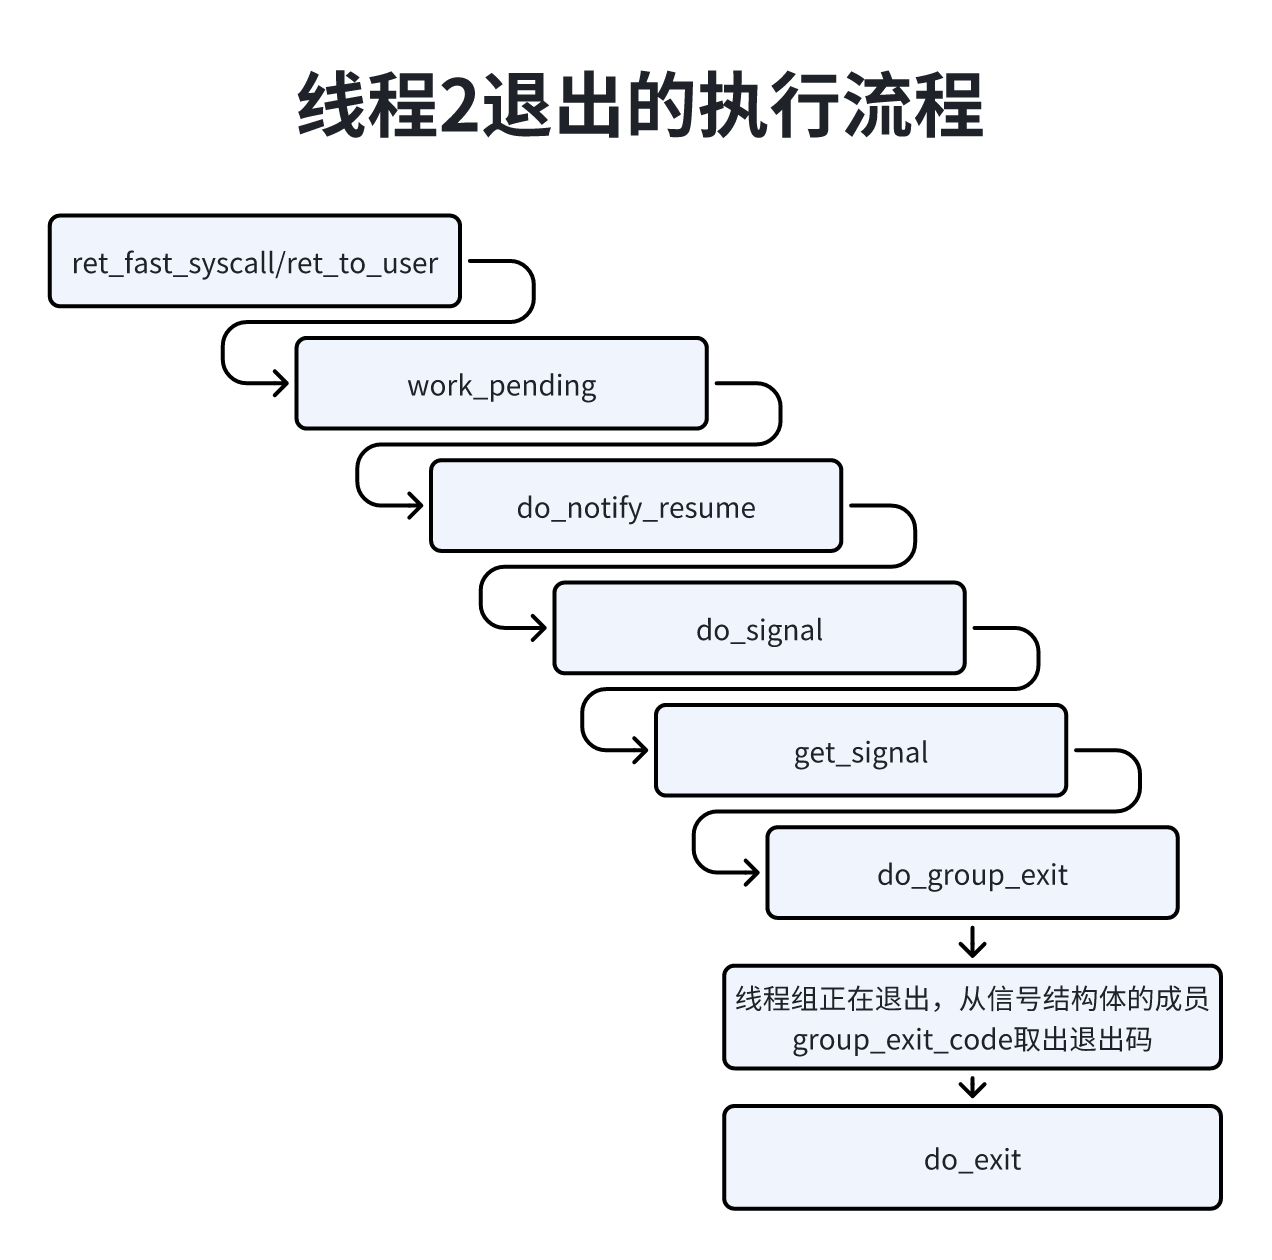 线程2退出的执行流程
ret_fast_syscall/ret_to_user
work_pending
do_notify_resume
do_signal
get_signal
do_group_exit
线程组正在退出，从信号结构体的成员
group_exit_code取出退出码
do_exit